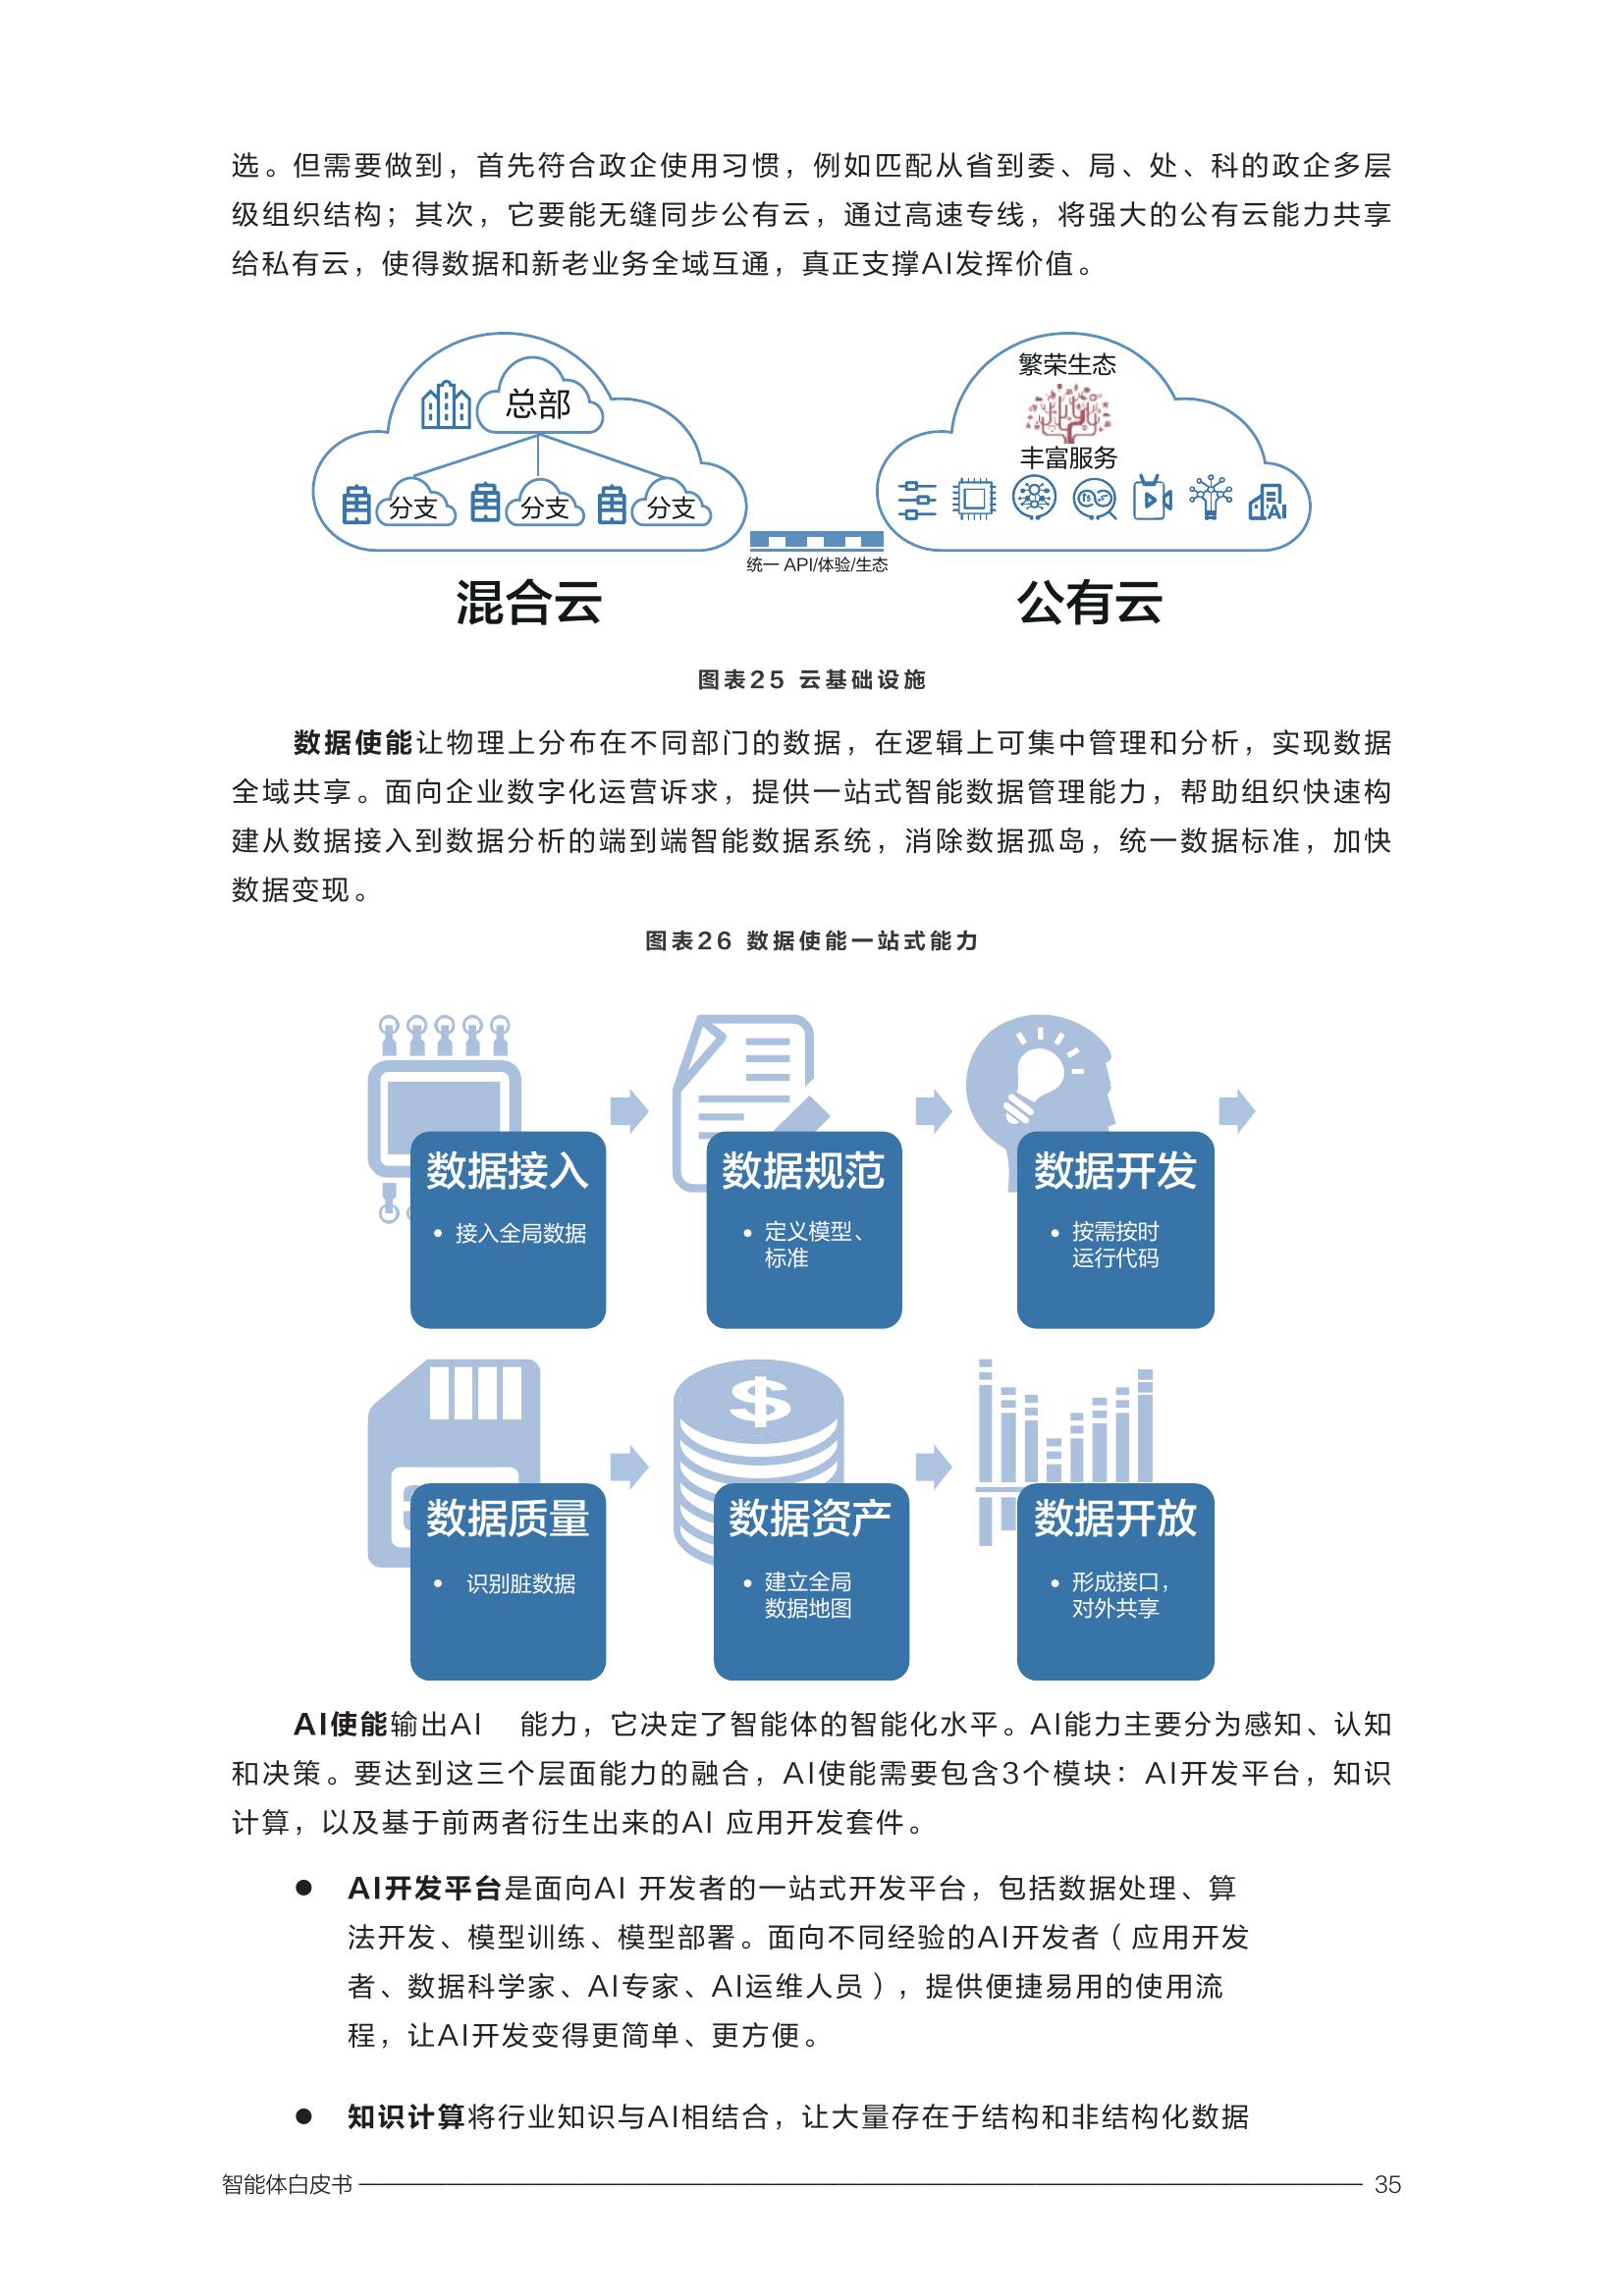 选。但需要做到，首先符合政企使用习惯，例如匹配从省到委、局、处、科的政企多层
级组织结构；其次，它要能无缝同步公有云，通过高速专线，将强大的公有云能力共享
给私有云，使得数据和新老业务全域互通，真正支撑AI发挥价值。
总部
分支
分支
分支
繁荣生态
丰富服务
AI
统一 API/体验/生态
混合云
公有云
图表25 云基础设施
数据使能让物理上分布在不同部门的数据，在逻辑上可集中管理和分析，实现数据
全域共享。面向企业数字化运营诉求，提供一站式智能数据管理能力，帮助组织快速构
建从数据接入到数据分析的端到端智能数据系统，消除数据孤岛，统一数据标准，加快
数据变现。
图表26 数据使能一站式能力
数据接入
• 接入全局数据
数据规范
• 定义模型、
标准
数据开发
• 按需按时
运行代码
$
数据质量
• 识别脏数据
数据资产
• 建立全局
数据地图
数据开放
• 形成接口，
对外共享
AI使能输出AI 能力，它决定了智能体的智能化水平。AI能力主要分为感知、认知
和决策。要达到这三个层面能力的融合，AI使能需要包含3个模块：AI开发平台，知识
计算，以及基于前两者衍生出来的AI 应用开发套件。
● AI开发平台是面向AI 开发者的一站式开发平台，包括数据处理、算
法开发、模型训练、模型部署。面向不同经验的AI开发者（应用开发
者、数据科学家、AI专家、AI运维人员），提供便捷易用的使用流
程，让AI开发变得更简单、更方便。
● 知识计算将行业知识与AI相结合，让大量存在于结构和非结构化数据
智能体白皮书 35